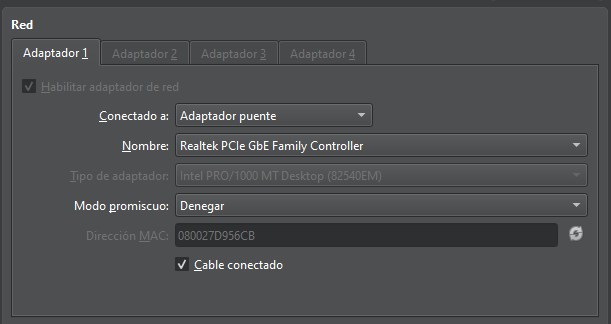 Red
Adaptador 1 Adaptador 2 Adaptador 3 Adaptador 4
Habilitar adaptador de red
Conectado a: Adaptador puente
Nombre: Realtek PCIe GbE Family Controller
Tipo de adaptador: Intel PRO/1000 MT Desktop (82540EM)
Modo promiscuo: Denegar
Dirección MAC: 080027D956CB
Cable conectado